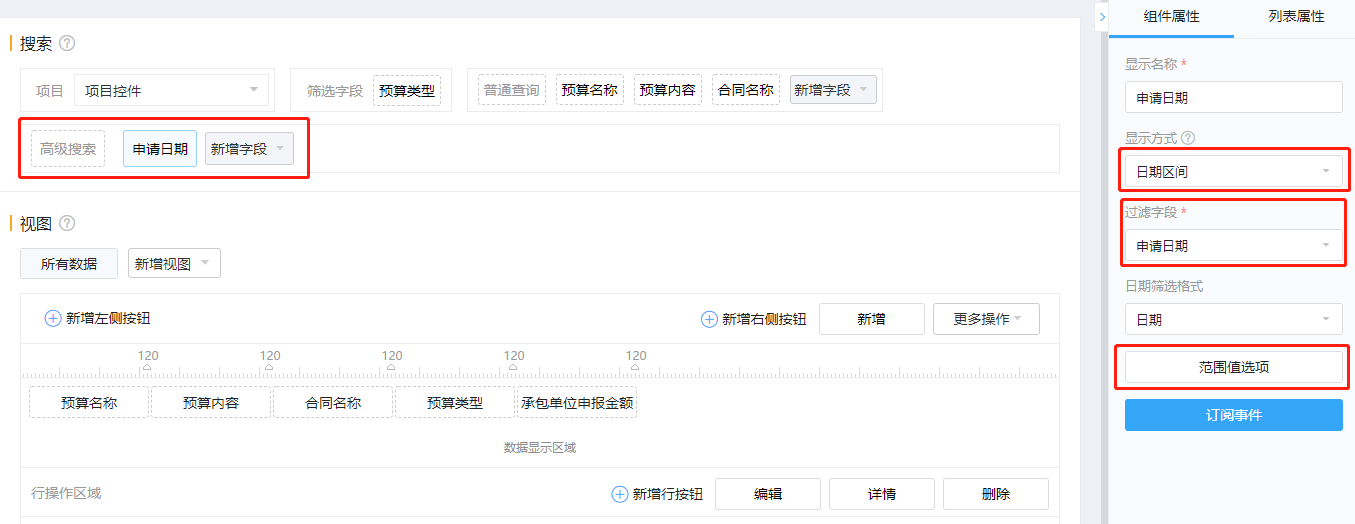 搜索
项目 项目控件 筛选字段 预算类型 普通查询 预算名称 预算内容 合同名称 新增字段
高级搜索 申请日期 新增字段
视图
所有数据 新增视图
新增左侧按钮 新增右侧按钮 新增 更多操作
120 120 120 120 120
预算名称 预算内容 合同名称 预算类型 承包单位申报金额
数据显示区域
行操作区域 新增行按钮 编辑 详情 删除
组件属性 列表属性
显示名称 *
申请日期
显示方式
日期区间
过滤字段 *
申请日期
日期筛选格式
日期
范围值选项
订阅事件